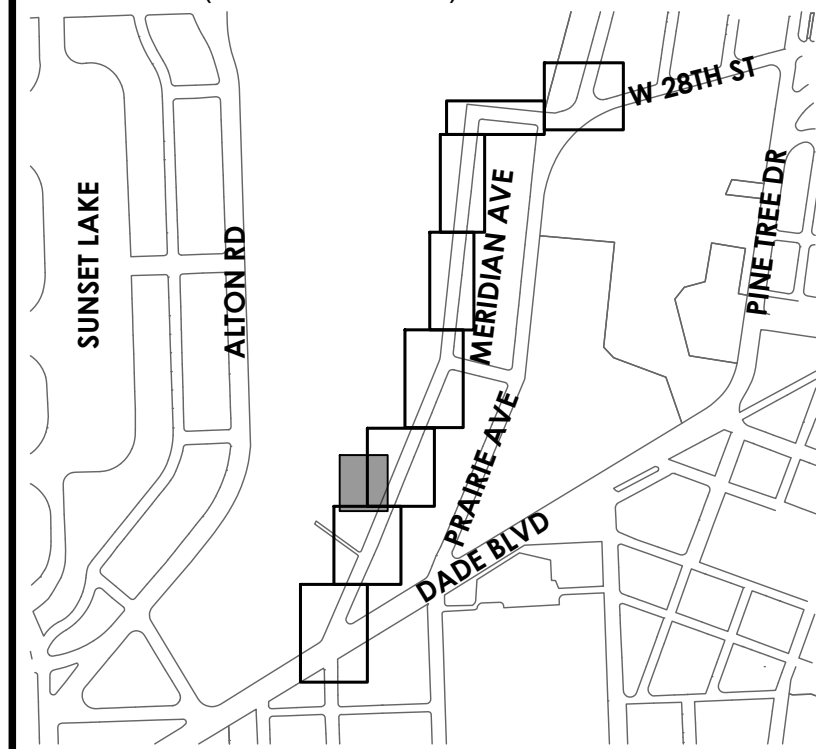 W 28TH ST
PINE TREE DR
SUNSET LAKE
ALTON RD
MERIDIAN AVE
PRAIRIE AVE
DADE BLVD